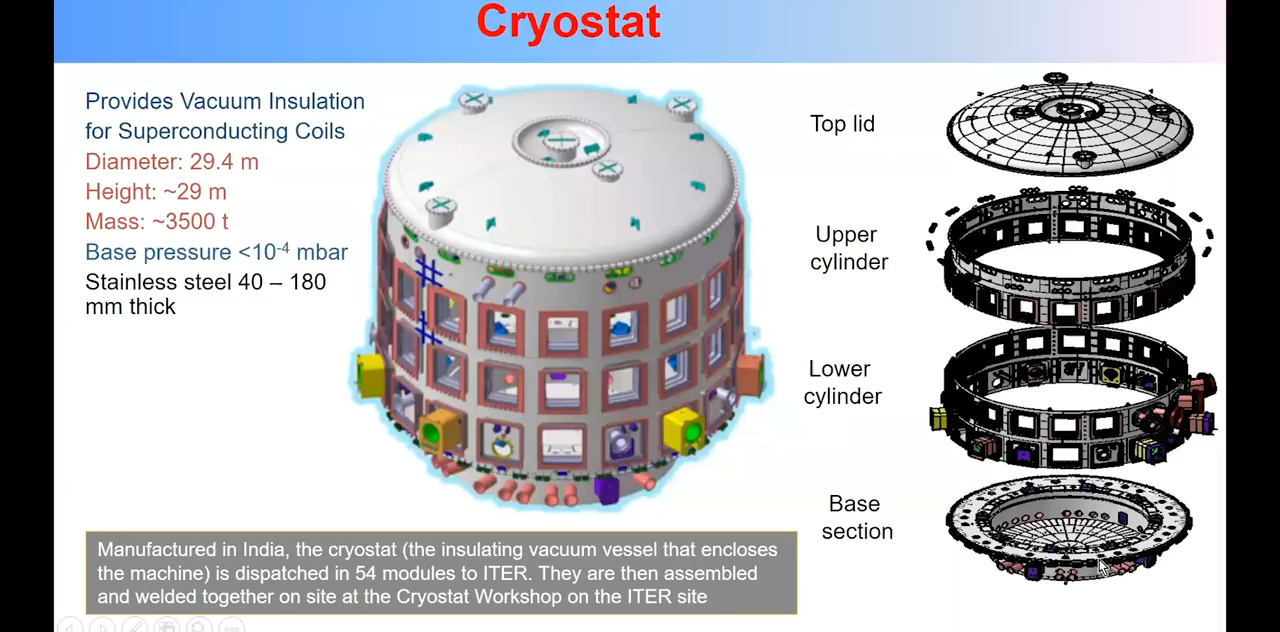 Cryostat
Provides Vacuum Insulation
for Superconducting Coils
Diameter: 29.4 m
Height: ~29 m
Mass: ~3500 t
Base pressure <10⁻⁴ mbar
Stainless steel 40 – 180
mm thick
Top lid
Upper
cylinder
Lower
cylinder
Base
section
Manufactured in India, the cryostat (the insulating vacuum vessel that encloses
the machine) is dispatched in 54 modules to ITER. They are then assembled
and welded together on site at the Cryostat Workshop on the ITER site